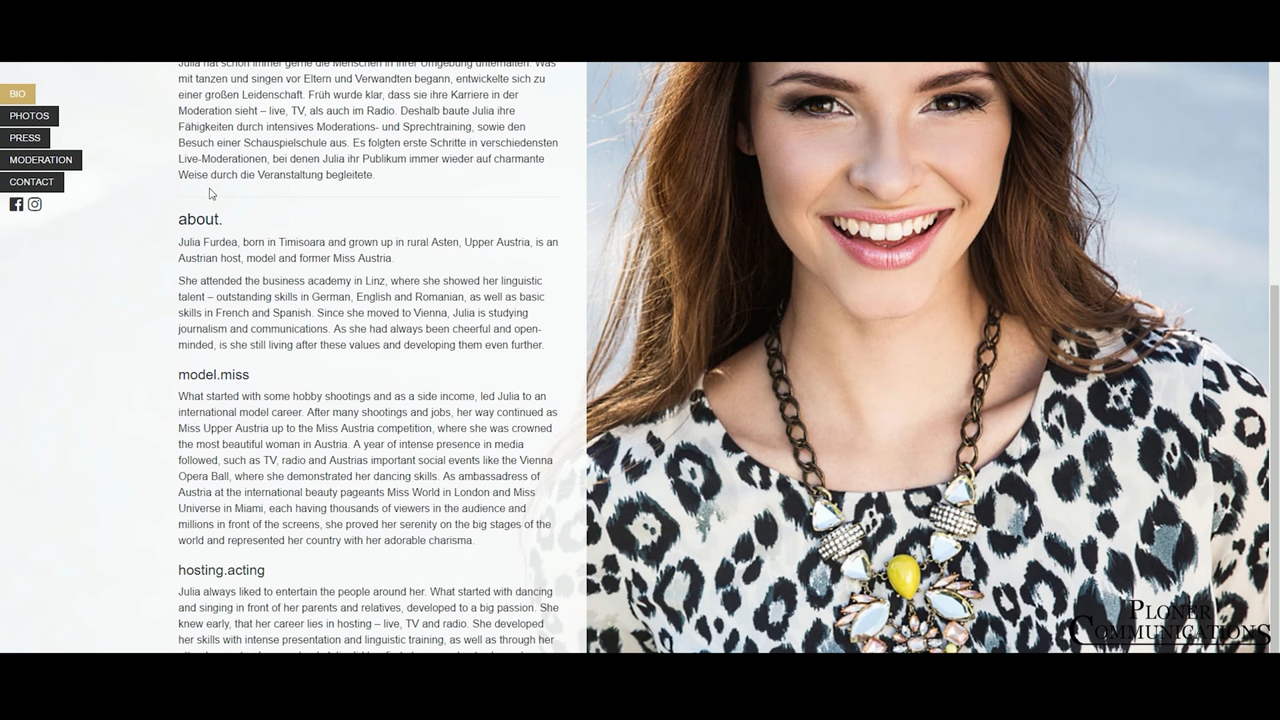 Julia hat schon immer gerne die Menschen in ihrer Umgebung unterhalten. Was
mit tanzen und singen vor Eltern und Verwandten begann, entwickelte sich zu
einer großen Leidenschaft. Früh wurde klar, dass sie ihre Karriere in der
Moderation sieht – live, TV, als auch im Radio. Deshalb baute Julia ihre
Fähigkeiten durch intensives Moderations- und Sprechtraining, sowie den
Besuch einer Schauspielschule aus. Es folgten erste Schritte in verschiedensten
Live-Moderationen, bei denen Julia ihr Publikum immer wieder auf charmante
Weise durch die Veranstaltung begleitete.
BIO
PHOTOS
PRESS
MODERATION
CONTACT
about.
Julia Furdea, born in Timisoara and grown up in rural Asten, Upper Austria, is an
Austrian host, model and former Miss Austria.
She attended the business academy in Linz, where she showed her linguistic
talent – outstanding skills in German, English and Romanian, as well as basic
skills in French and Spanish. Since she moved to Vienna, Julia is studying
journalism and communications. As she had always been cheerful and open-
minded, is she still living after these values and developing them even further.
model.miss
What started with some hobby shootings and as a side income, led Julia to an
international model career. After many shootings and jobs, her way continued as
Miss Upper Austria up to the Miss Austria competition, where she was crowned
the most beautiful woman in Austria. A year of intense presence in media
followed, such as TV, radio and Austrias important social events like the Vienna
Opera Ball, where she demonstrated her dancing skills. As ambassadress of
Austria at the international beauty pageants Miss World in London and Miss
Universe in Miami, each having thousands of viewers in the audience and
millions in front of the screens, she proved her serenity on the big stages of the
world and represented her country with her adorable charisma.
hosting.acting
Julia always liked to entertain the people around her. What started with dancing
and singing in front of her parents and relatives, developed to a big passion. She
knew early, that her career lies in hosting – live, TV and radio. She developed
her skills with intense presentation and linguistic training, as well as through her
PLONER
COMMUNICATIONS